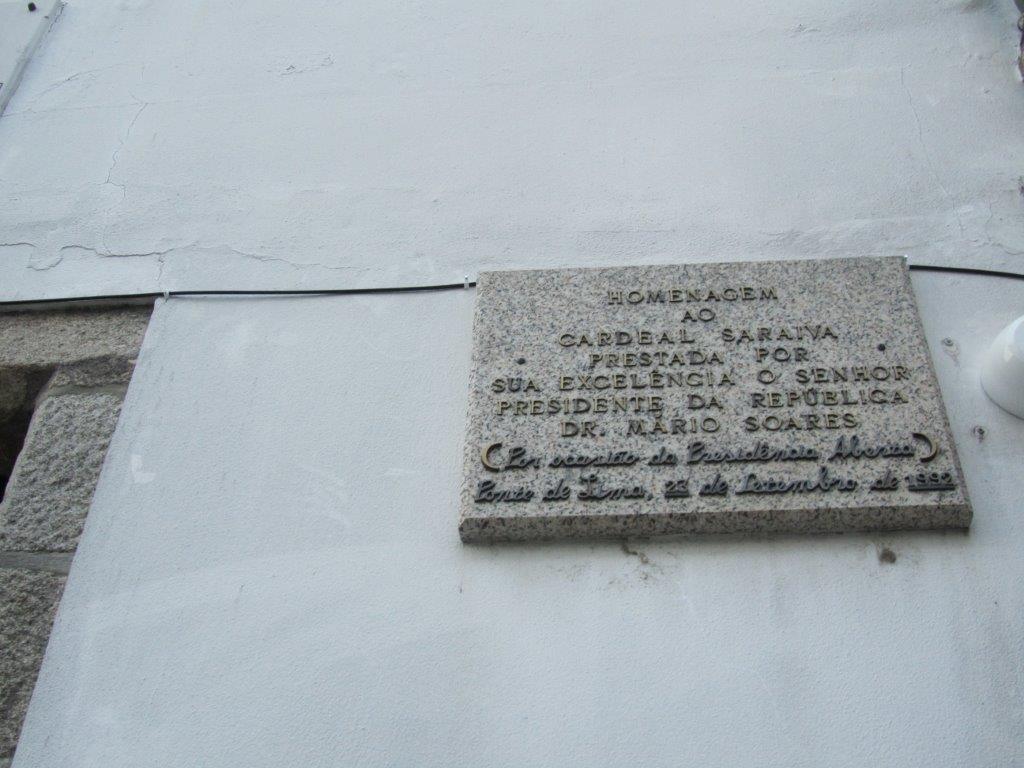 HOMENAGEM
AO
CARDEAL SARAIVA
PRESTADA POR
SUA EXCELÊNCIA O SENHOR
PRESIDENTE DA REPÚBLICA
DR. MÁRIO SOARES
(Por ocasião da Presidência Aberta)
Ponte de Lima, 23 de Setembro de 1992